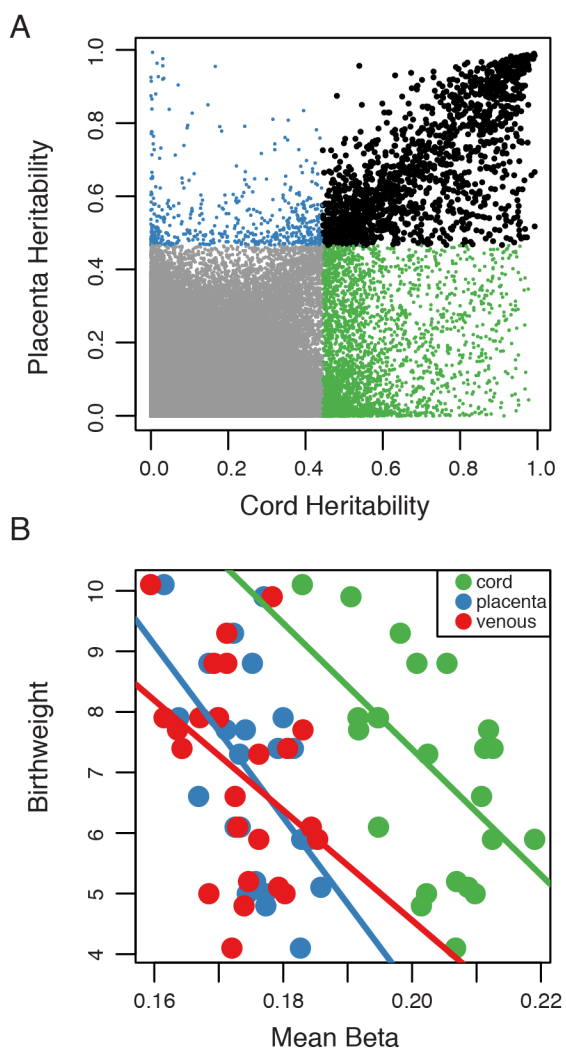 A
Placenta Heritability
1.0
0.8
0.6
0.4
0.2
0.0
0.0 0.2 0.4 0.6 0.8 1.0
Cord Heritability
B
Birthweight
10
9
8
7
6
5
4
cord
placenta
venous
0.16 0.18 0.20 0.22
Mean Beta